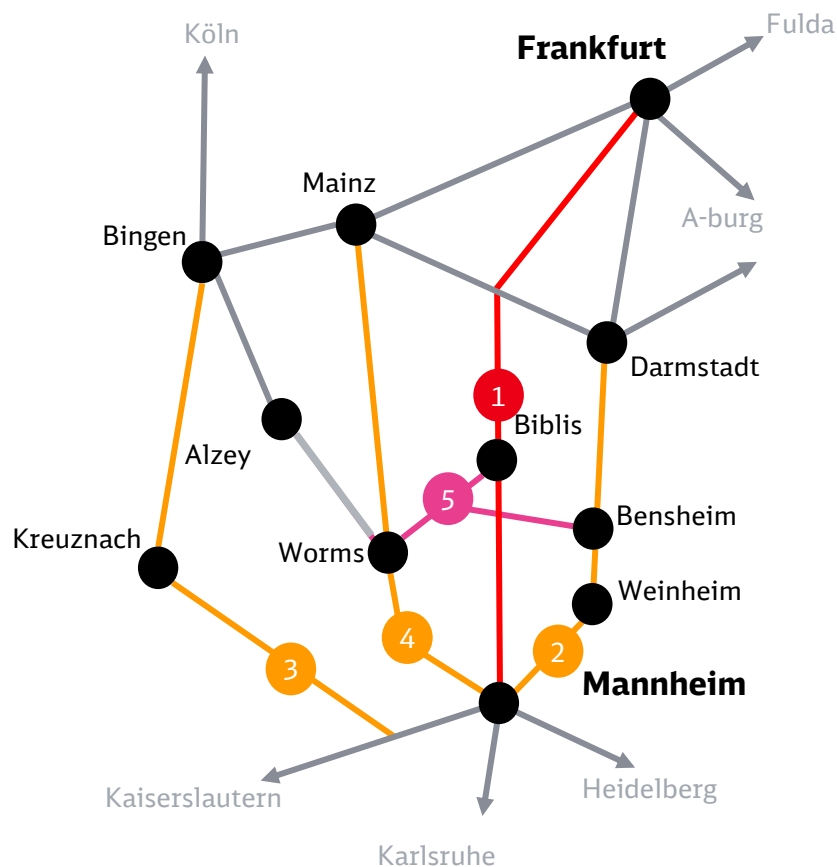 Fulda
Köln
Frankfurt
Mainz
A-burg
Bingen
Darmstadt
1
Biblis
Alzey
5
Bensheim
Kreuznach
Worms
Weinheim
4
2
3
Mannheim
Kaiserslautern
Heidelberg
Karlsruhe